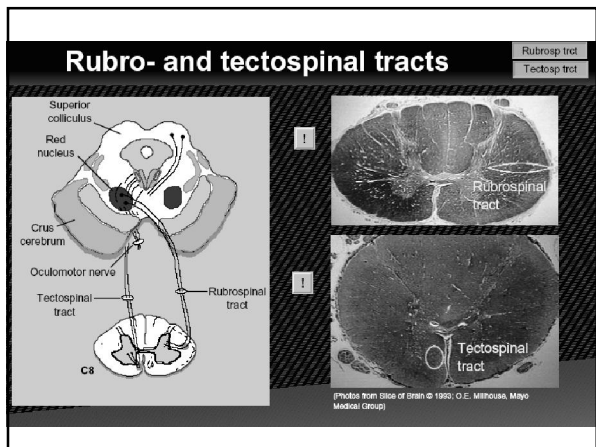 Rubro- and tectospinal tracts
Rubrosp trct
Tectosp trct
Superior
colliculus
Red
nucleus
Crus
cerebrum
Oculomotor nerve
Tectospinal
tract
Rubrospinal
tract
C8
!
Rubrospinal
tract
!
Tectospinal
tract
(Photos from Slice of Brain © 1993; O.E. Millhouse, Mayo
Medical Group)